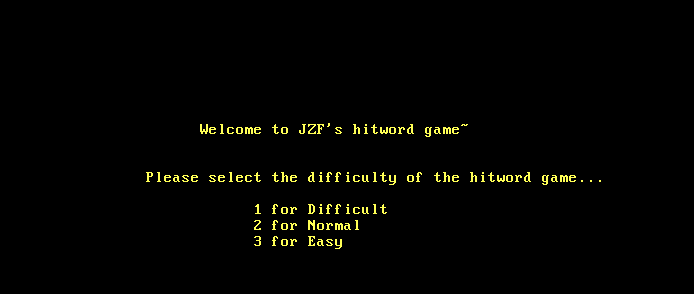 Welcome to JZF's hitword game~
Please select the difficulty of the hitword game...
1 for Difficult
2 for Normal
3 for Easy